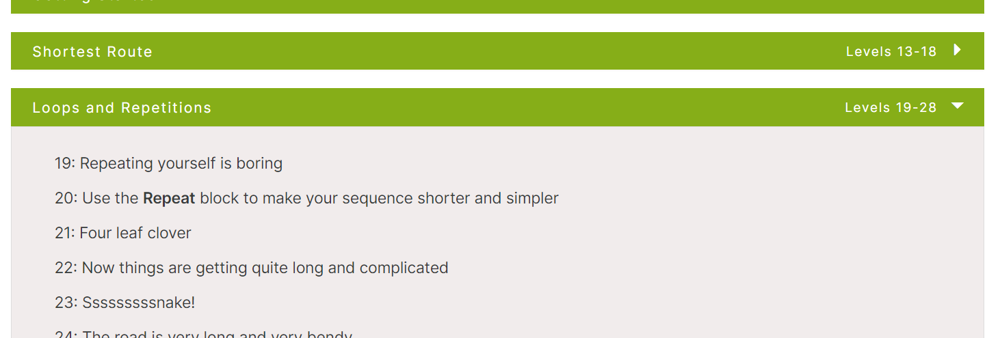 Shortest Route
Levels 13-18
Loops and Repetitions
Levels 19-28
19: Repeating yourself is boring
20: Use the Repeat block to make your sequence shorter and simpler
21: Four leaf clover
22: Now things are getting quite long and complicated
23: Sssssssssnake!
24: The road is very long and very bendy